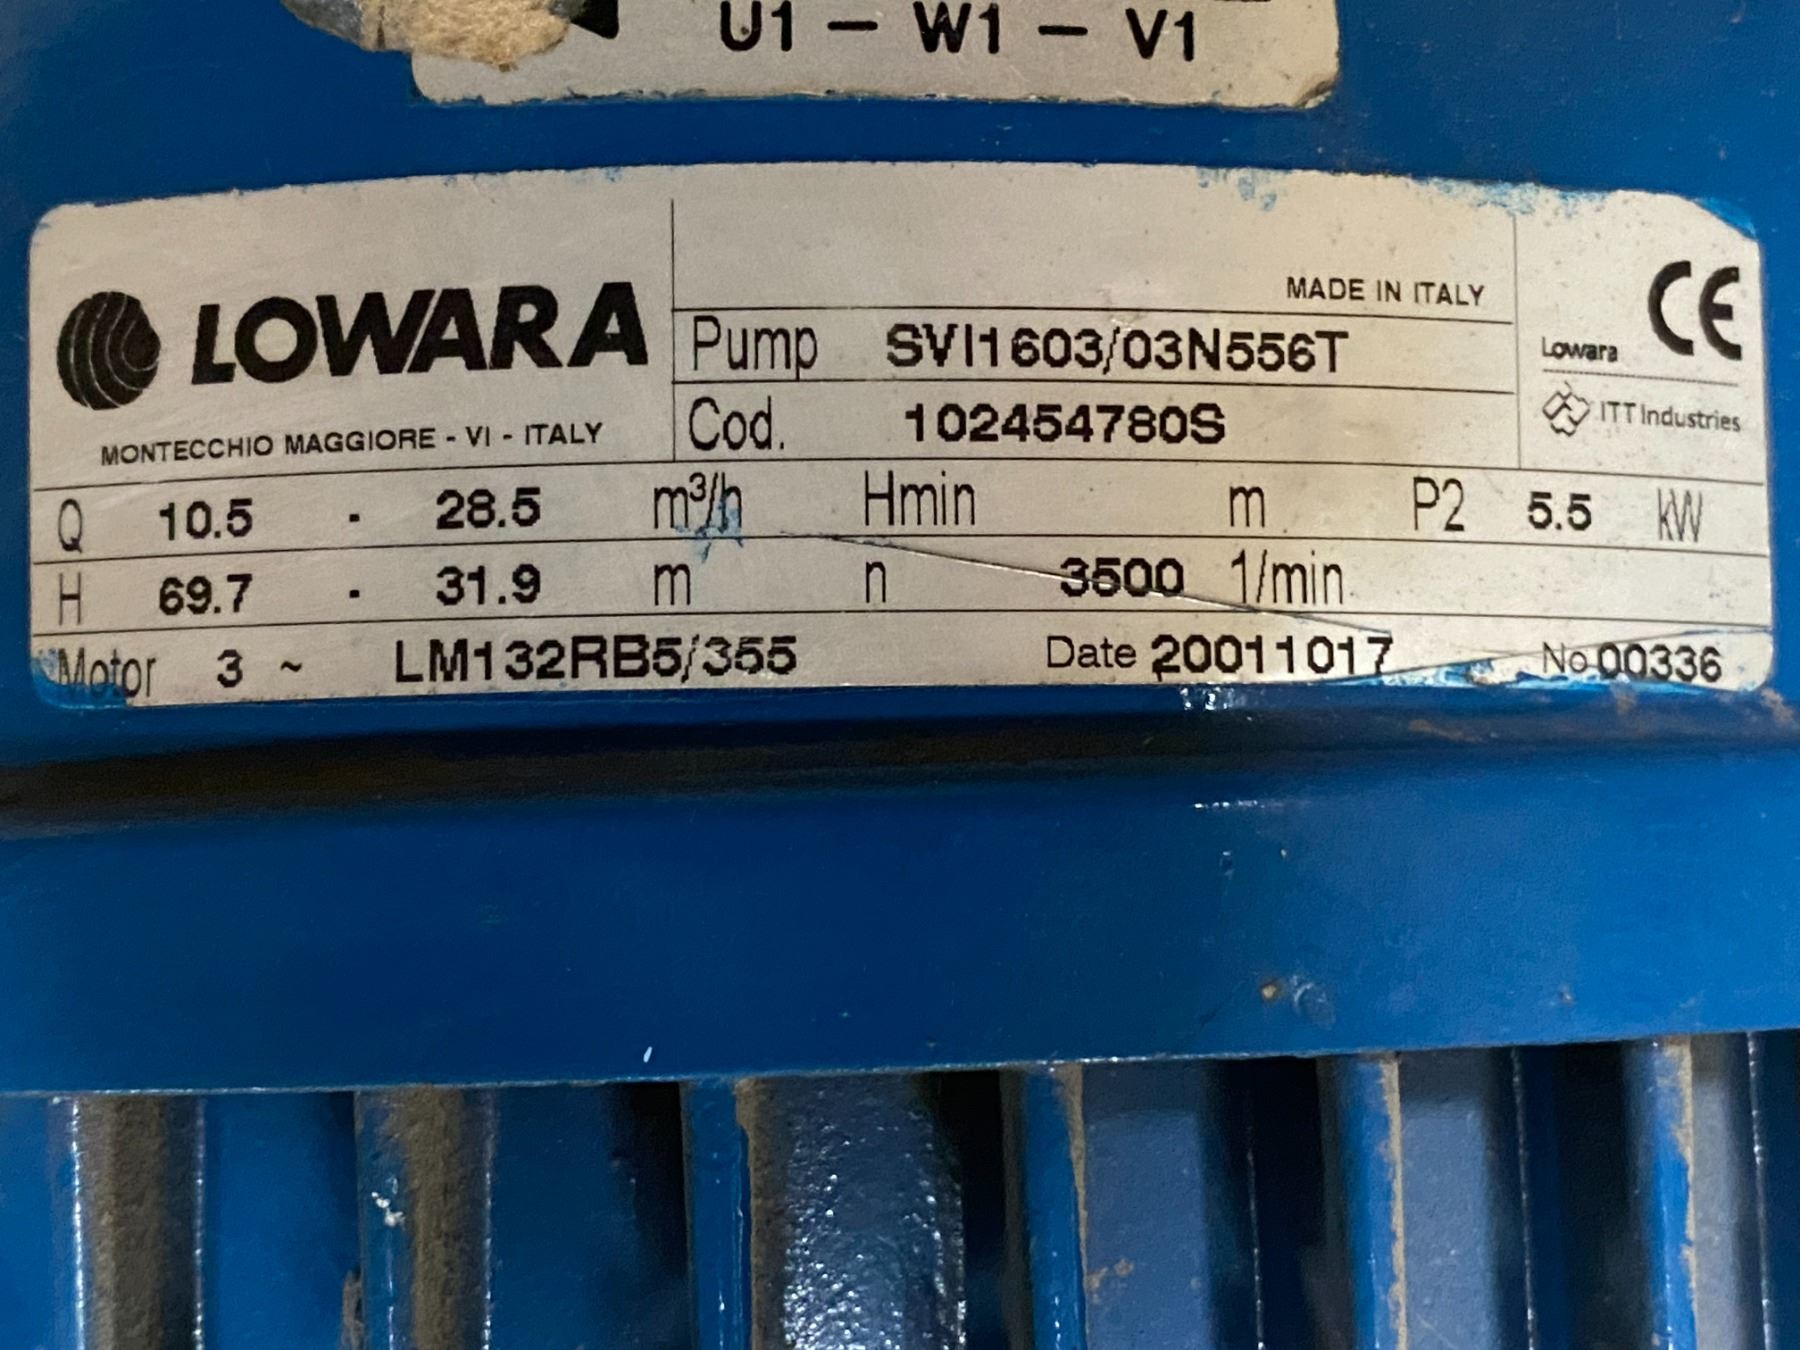 U1 – W1 – V1
LOWARA
MONTECCHIO MAGGIORE - VI - ITALY
MADE IN ITALY
Pump SVI1603/03N556T
Cod. 102454780S
CE
Lowara
ITT Industries
Q 10.5 - 28.5 m³/h Hmin m P2 5.5 kW
H 69.7 - 31.9 m n 3500 1/min
Motor 3 ~ LM132RB5/355 Date 20011017 No 00336